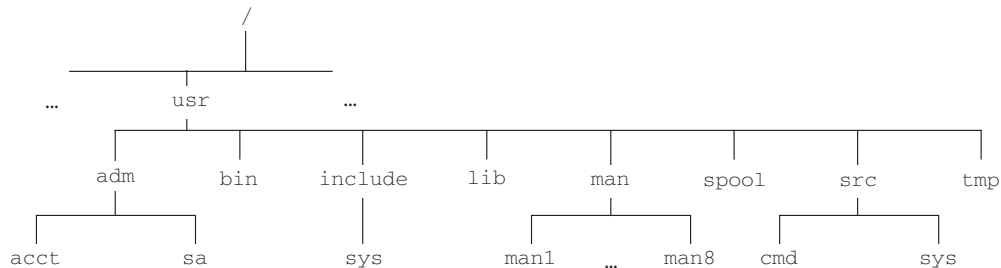 /
... usr ...
adm bin include lib man spool src tmp
acct sa sys man1 ... man8 cmd sys